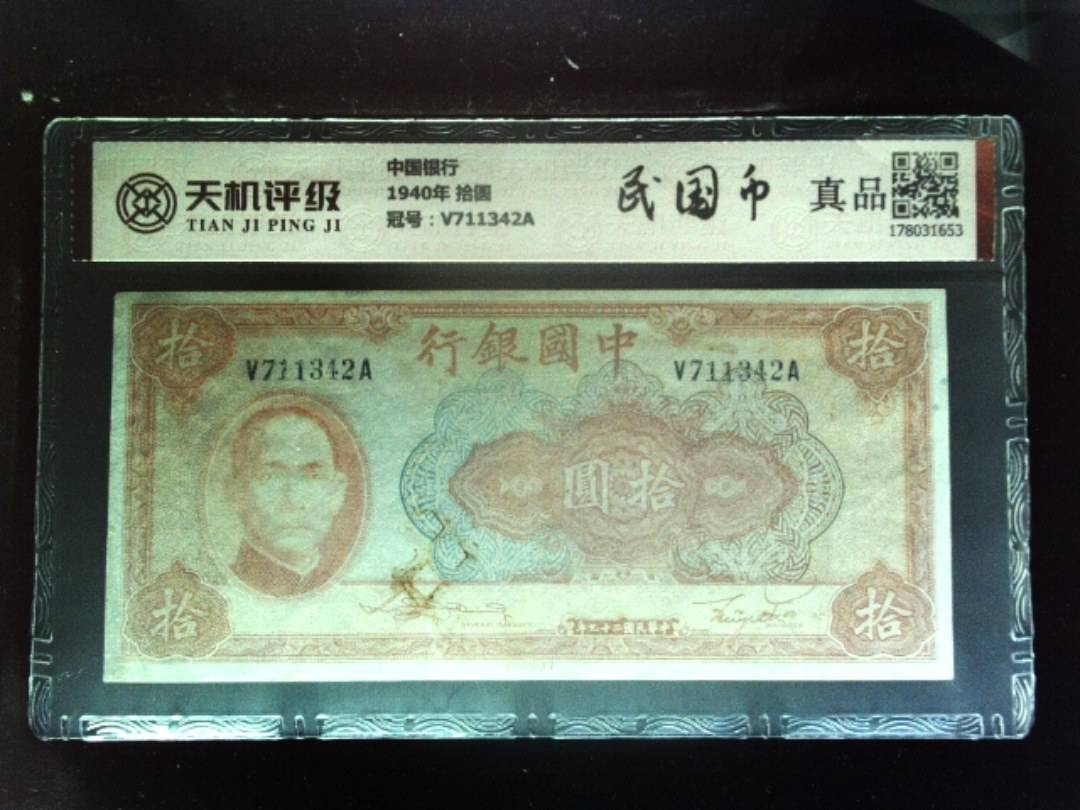 天机评级
TIAN JI PING JI
中国银行
1940年 拾圆
冠号：V711342A
民国币
真品
178031653
拾
行銀國中
拾
V711342A
V711342A
圓拾
拾
拾